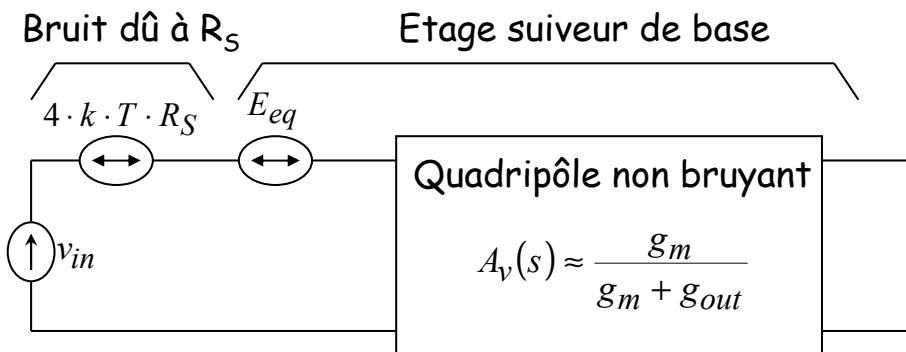 Bruit dû à R_S
Etage suiveur de base
4 · k · T · R_S
E_eq
Quadripôle non bruyant
v_in
A_v(s) ≈ g_m / (g_m + g_out)